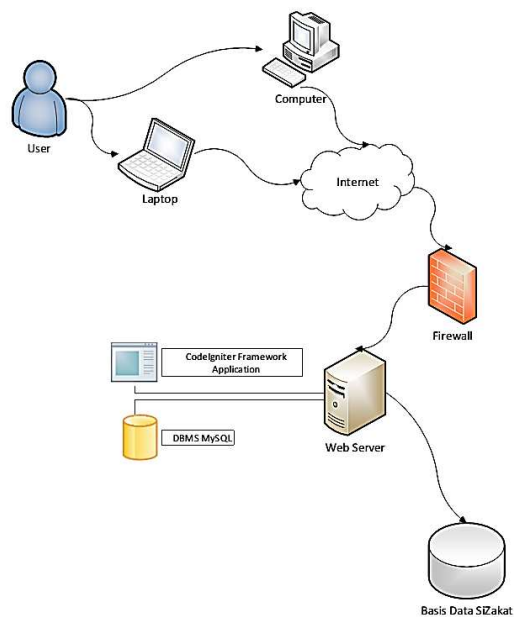 Computer
User
Laptop
Internet
Firewall
CodeIgniter Framework
Application
DBMS MySQL
Web Server
Basis Data SiZakat